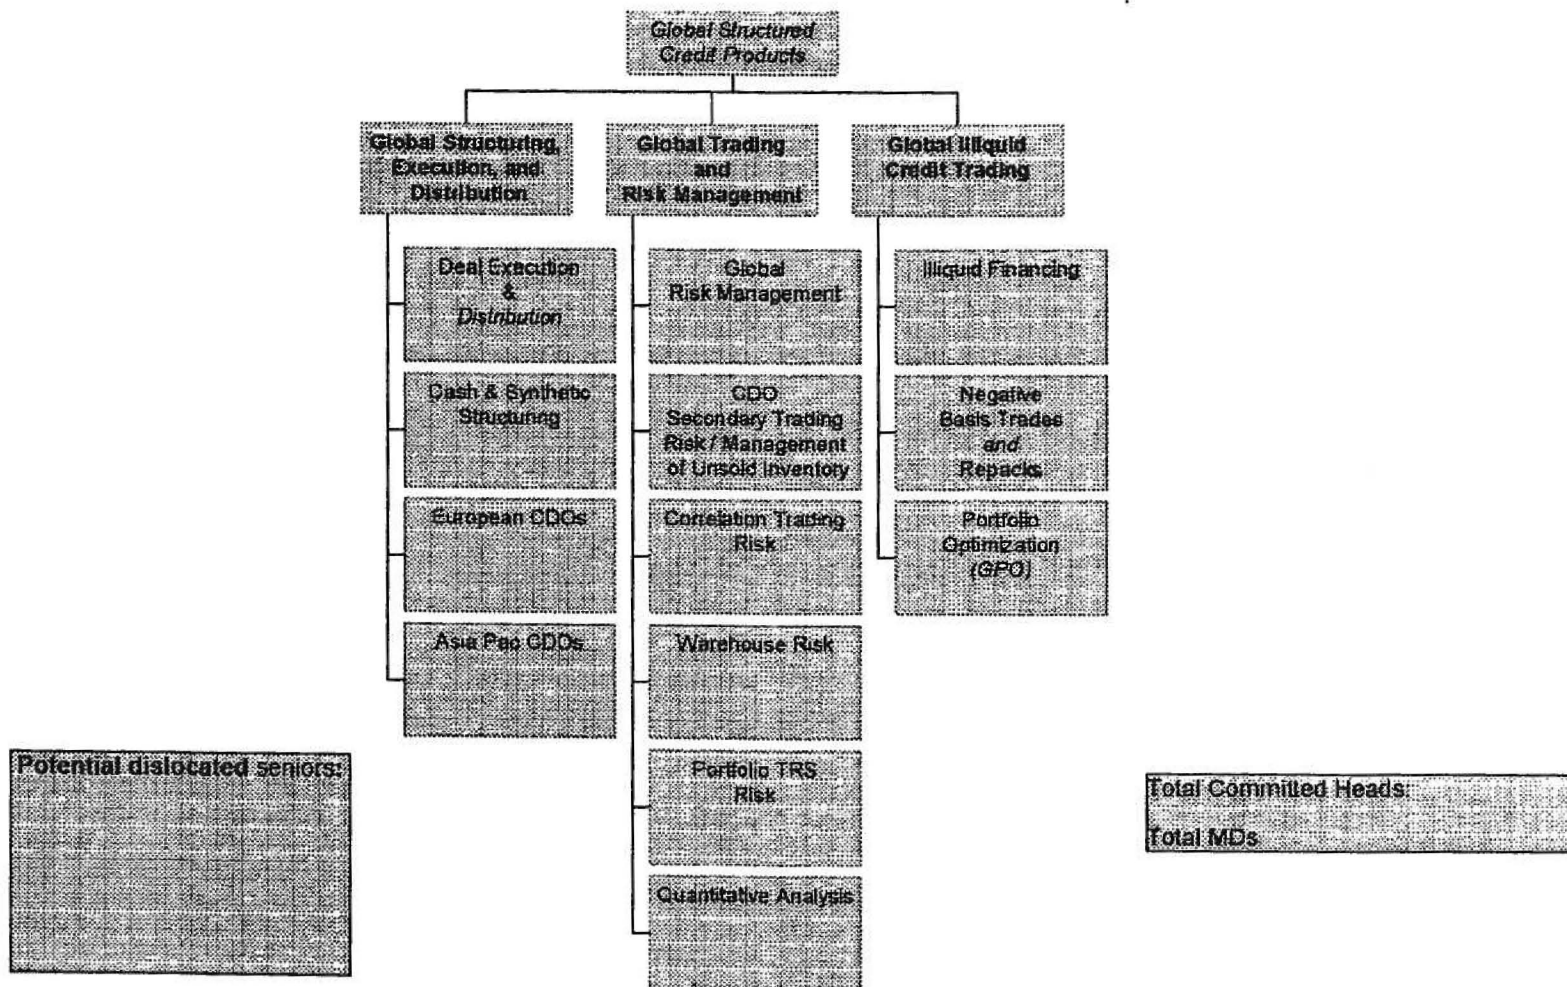 Global Structured
Credit Products
Global Structuring,
Execution, and
Distribution
Global Trading
and
Risk Management
Global Illiquid
Credit Trading
Deal Execution
&
Distribution
Cash & Synthetic
Structuring
European CDOs
Asia Pac CDOs
Global
Risk Management
CDO
Secondary Trading
Risk / Management
of Unsold Inventory
Correlation Trading
Risk
Warehouse Risk
Portfolio TRS
Risk
Quantitative Analysis
Illiquid Financing
Negative
Basis Trades
and
Repacks
Portfolio
Optimization
(GPO)
Potential dislocated seniors:
Total Committed Heads:
Total MDs